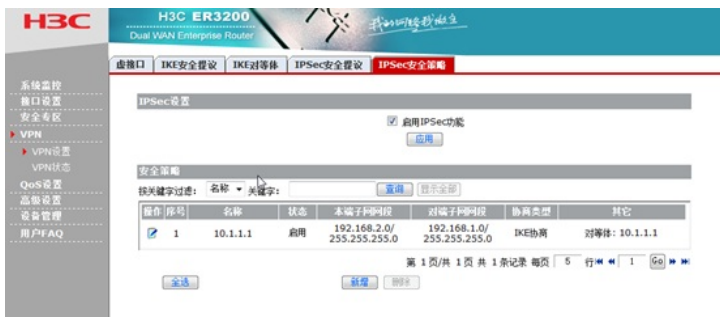 H3C
H3C ER3200
Dual WAN Enterprise Router
虚接口 IKE安全提议 IKE对等体 IPSec安全提议 IPSec安全策略
系统监控
接口设置
安全专区
VPN
VPN设置
VPN状态
QoS设置
高级设置
设备管理
用户FAQ
IPSec设置
启用IPSec功能
应用
安全策略
按关键字过滤: 名称 关键字: 查询 显示全部
操作 序号 名称 状态 本端子网网段 对端子网网段 协商类型 其它
1 10.1.1.1 启用 192.168.2.0/ 255.255.255.0 192.168.1.0/ 255.255.255.0 IKE协商 对等体: 10.1.1.1
第 1 页/共 1 页 共 1 条记录 每页 5 行 1 Go
全选 新增 删除